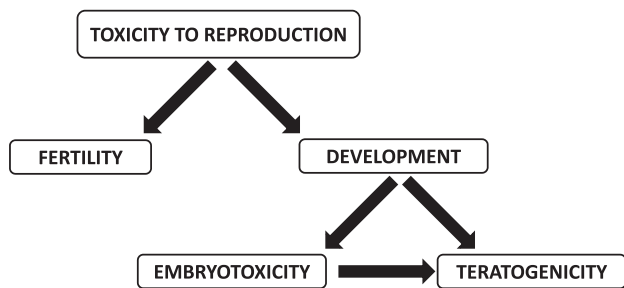 TOXICITY TO REPRODUCTION
FERTILITY
DEVELOPMENT
EMBRYOTOXICITY
TERATOGENICITY